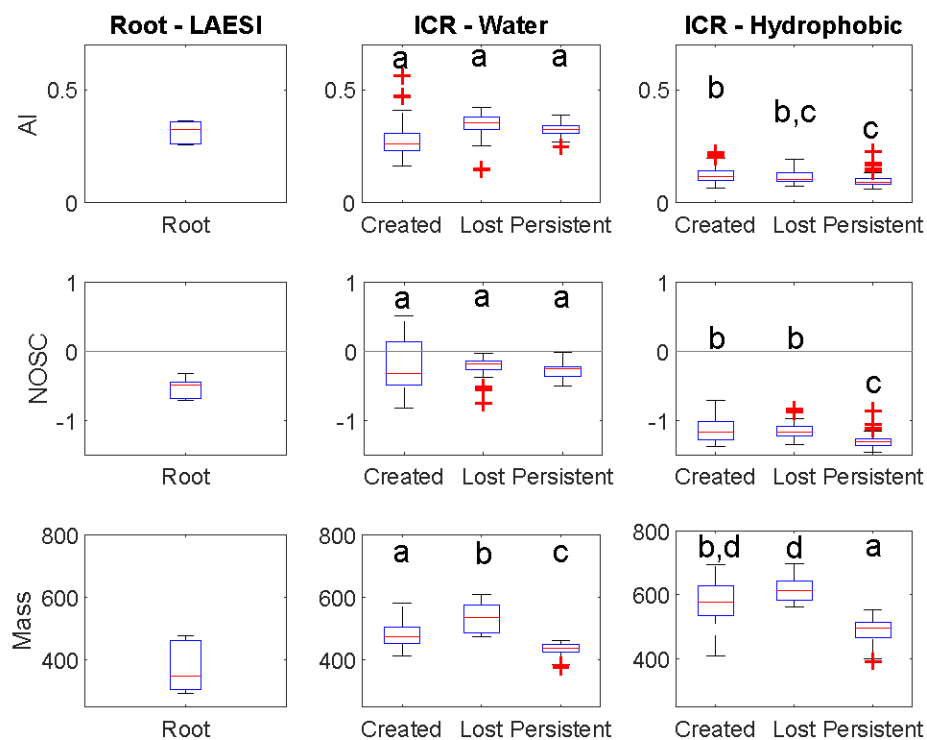 Root - LAESI ICR - Water ICR - Hydrophobic
AI
0.5
0
Root
0.5
0
a a a
Created Lost Persistent
0.5
0
b b,c c
Created Lost Persistent
NOSC
1
0
-1
Root
1
0
-1
a a a
Created Lost Persistent
1
0
-1
b b c
Created Lost Persistent
Mass
800
600
400
Root
800
600
400
a b c
Created Lost Persistent
800
600
400
b,d d a
Created Lost Persistent